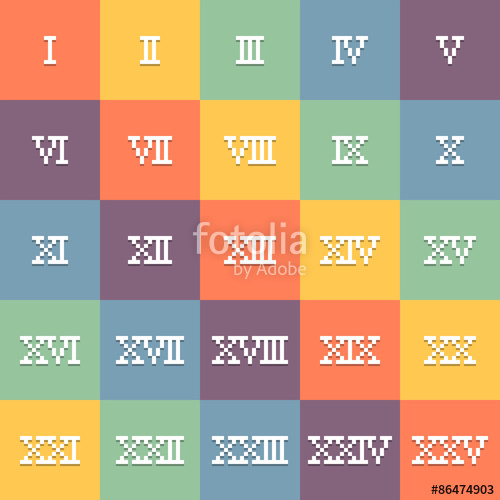 I II III IV V
VI VII VIII IX X
XI XII XIII XIV XV
fotolia
by Adobe
XVI XVII XVIII XIX XX
XXI XXII XXIII XXIV XXV
#86474903